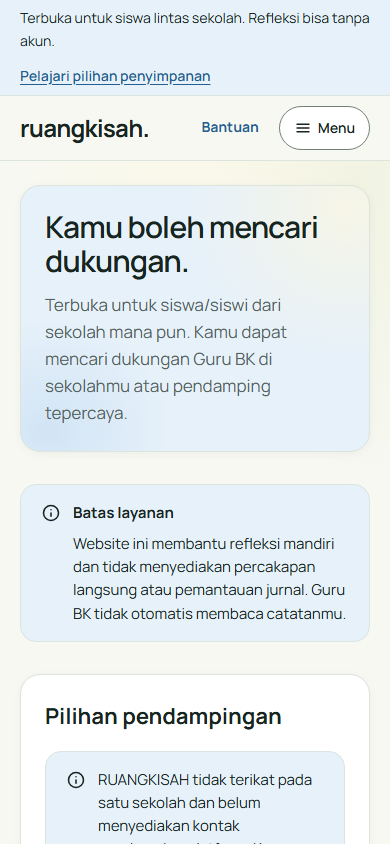 Terbuka untuk siswa lintas sekolah. Refleksi bisa tanpa
akun.
Pelajari pilihan penyimpanan
ruangkisah.
Bantuan
Menu
Kamu boleh mencari
dukungan.
Terbuka untuk siswa/siswi dari
sekolah mana pun. Kamu dapat
mencari dukungan Guru BK di
sekolahmu atau pendamping
tepercaya.
Batas layanan
Website ini membantu refleksi mandiri
dan tidak menyediakan percakapan
langsung atau pemantauan jurnal. Guru
BK tidak otomatis membaca catatanmu.
Pilihan pendampingan
RUANGKISAH tidak terikat pada
satu sekolah dan belum
menyediakan kontak